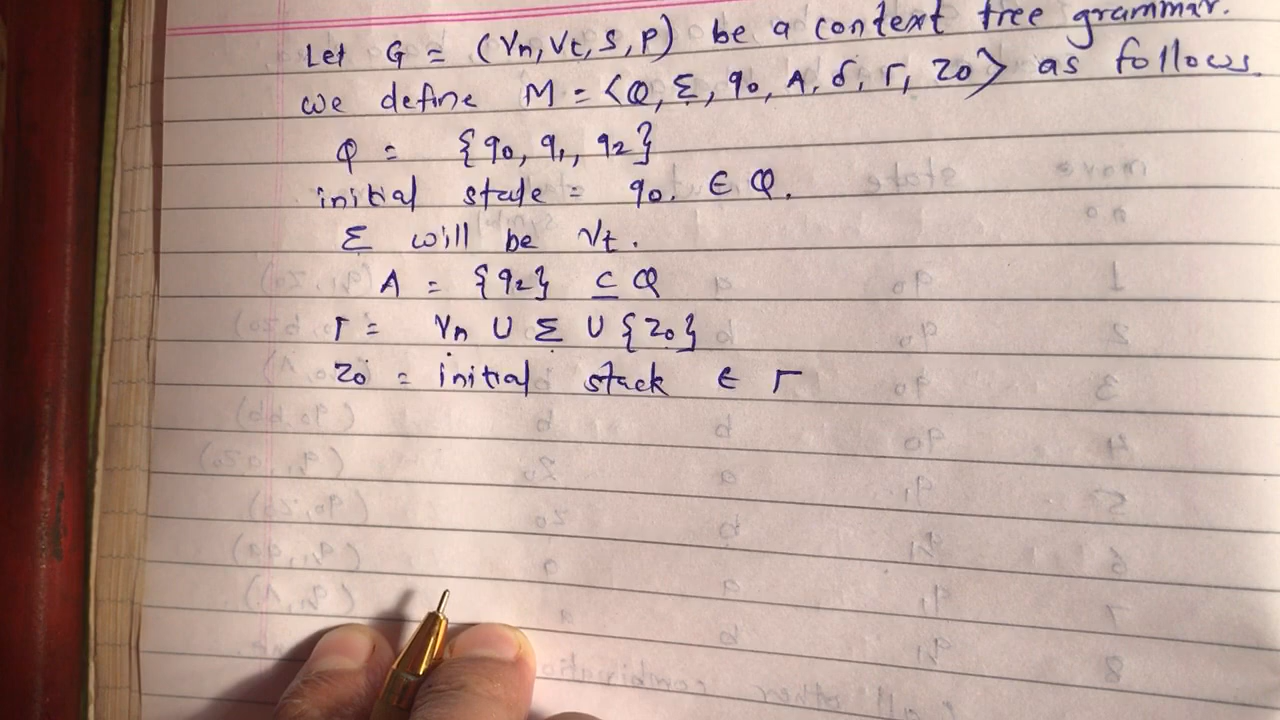 Let G = (Vn, Vt, S, P) be a context free grammar.
we define M = <Q, Σ, q0, A, δ, Γ, Z0> as follows.
Q = {q0, q1, q2}
initial state = q0. ∈ Q.
Σ will be Vt.
A = {q2} ⊆ Q
Γ = Vn ∪ Σ ∪ {Z0}
Z0 = initial stack ∈ Γ